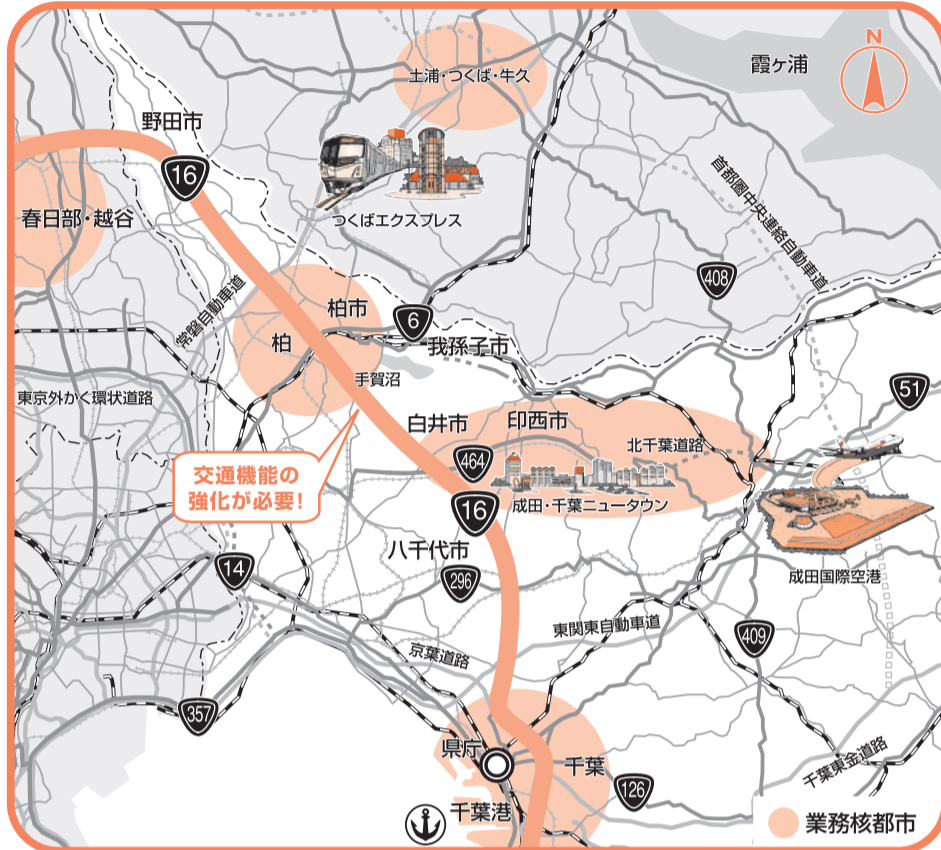 N
霞ヶ浦
土浦・つくば・牛久
野田市
16
首都圏中央連絡自動車道
春日部・越谷
つくばエクスプレス
408
常磐自動車道
柏市
6
柏
我孫子市
手賀沼
51
東京外かく環状道路
白井市
印西市
北千葉道路
464
交通機能の
強化が必要!
16
成田・千葉ニュータウン
八千代市
14
296
成田国際空港
東関東自動車道
409
京葉道路
357
県庁
千葉
千葉東金道路
126
千葉港
業務核都市